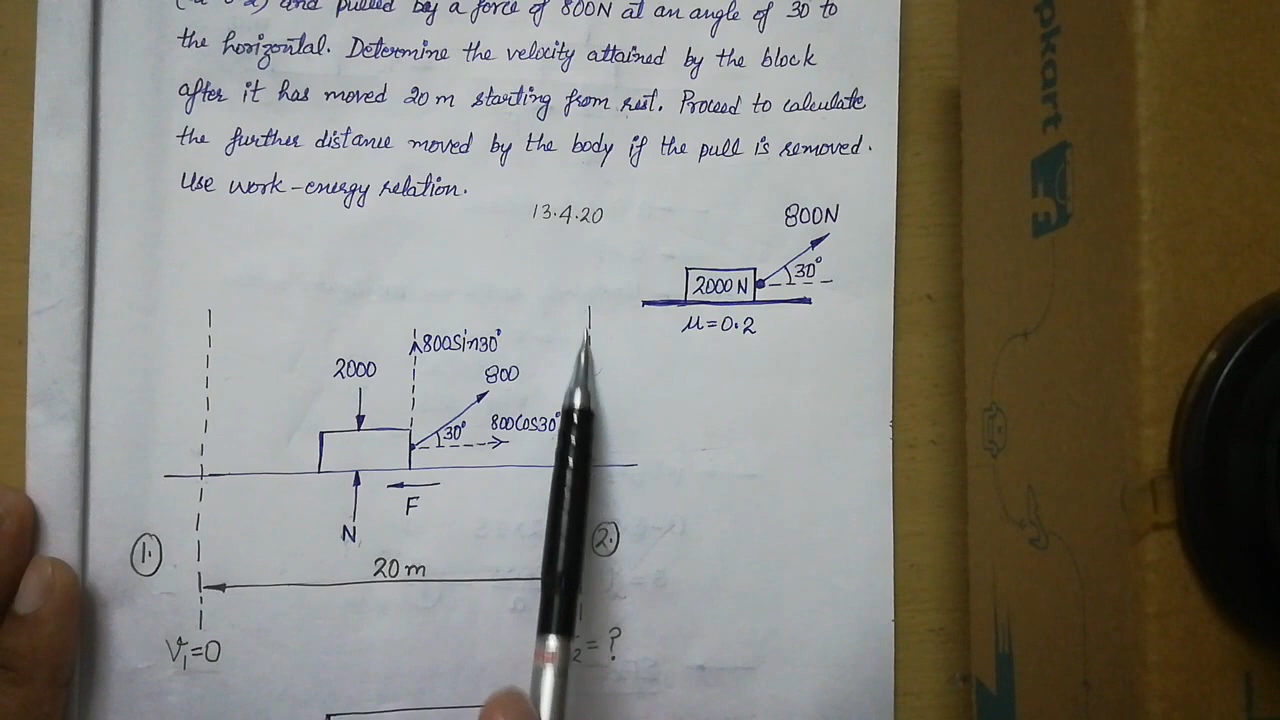 and pulled by a force of 800N at an angle of 30 to
the horizontal. Determine the velocity attained by the block
after it has moved 20 m starting from rest. Proceed to calculate
the further distance moved by the body if the pull is removed.
Use work-energy relation.
13.4.20
800N
30°
2000 N
μ=0.2
800sin30°
2000
800
30°
800cos30°
F
N
1.
2.
20 m
V₁=0
₂=?
pkart